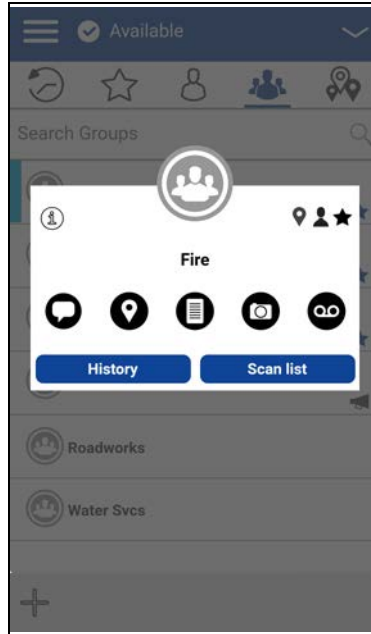 Available
Search Groups
Fire
History Scan list
Roadworks
Water Svcs